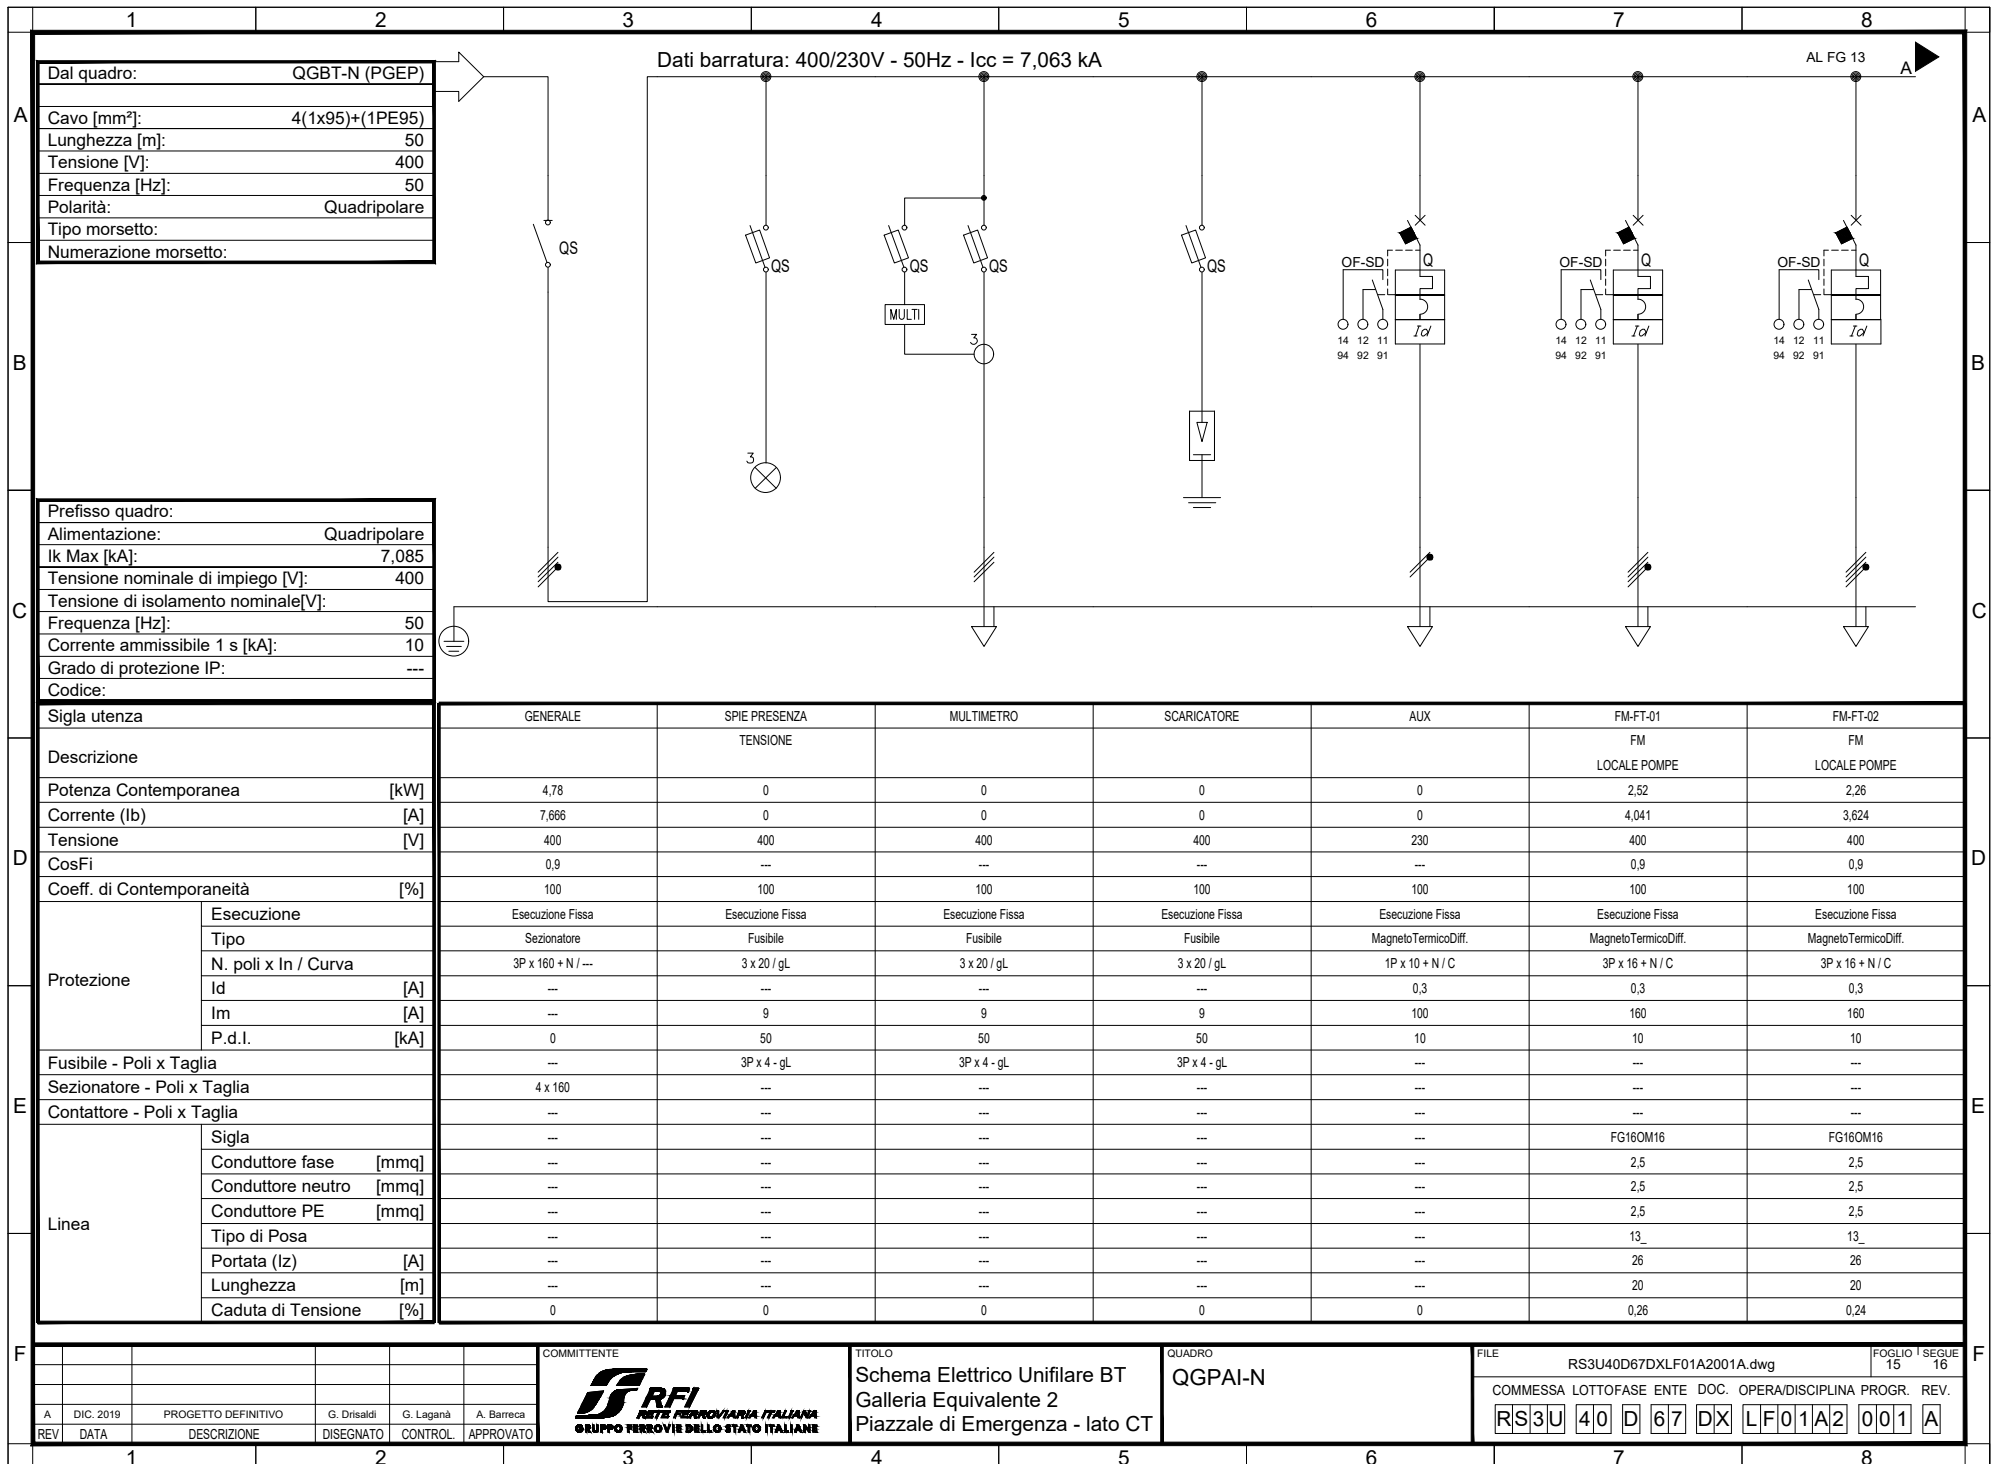 1 2 3 4 5 6 7 8
Dati barratura: 400/230V - 50Hz - Icc = 7,063 kA
AL FG 13
A
A
A
Dal quadro: QGBT-N (PGEP)
Cavo [mm²]: 4(1x95)+(1PE95)
Lunghezza [m]: 50
Tensione [V]: 400
Frequenza [Hz]: 50
Polarità: Quadripolare
Tipo morsetto:
Numerazione morsetto:
QS
QS
QS
QS
QS
MULTI
3
3
OF-SD Q
Id
14 12 11
94 92 91
OF-SD Q
Id
14 12 11
94 92 91
OF-SD Q
Id
14 12 11
94 92 91
B
B
Prefisso quadro:
Alimentazione: Quadripolare
Ik Max [kA]: 7,085
Tensione nominale di impiego [V]: 400
Tensione di isolamento nominale[V]:
Frequenza [Hz]: 50
Corrente ammissibile 1 s [kA]: 10
Grado di protezione IP: ---
Codice:
C
C
Sigla utenza GENERALE SPIE PRESENZA MULTIMETRO SCARICATORE AUX FM-FT-01 FM-FT-02
Descrizione TENSIONE FM FM
LOCALE POMPE LOCALE POMPE
Potenza Contemporanea [kW] 4,78 0 0 0 0 2,52 2,26
Corrente (Ib) [A] 7,666 0 0 0 0 4,041 3,624
Tensione [V] 400 400 400 400 230 400 400
CosFi 0,9 --- --- --- --- 0,9 0,9
Coeff. di Contemporaneità [%] 100 100 100 100 100 100 100
D
D
Protezione
Esecuzione Esecuzione Fissa Esecuzione Fissa Esecuzione Fissa Esecuzione Fissa Esecuzione Fissa Esecuzione Fissa Esecuzione Fissa
Tipo Sezionatore Fusibile Fusibile Fusibile MagnetoTermicoDiff. MagnetoTermicoDiff. MagnetoTermicoDiff.
N. poli x In / Curva 3P x 160 + N / --- 3 x 20 / gL 3 x 20 / gL 3 x 20 / gL 1P x 10 + N / C 3P x 16 + N / C 3P x 16 + N / C
Id [A] --- --- --- --- 0,3 0,3 0,3
Im [A] --- 9 9 9 100 160 160
P.d.I. [kA] 0 50 50 50 10 10 10
Fusibile - Poli x Taglia --- 3P x 4 - gL 3P x 4 - gL 3P x 4 - gL --- --- ---
Sezionatore - Poli x Taglia 4 x 160 --- --- --- --- --- ---
Contattore - Poli x Taglia --- --- --- --- --- --- ---
E
E
Linea
Sigla --- --- --- --- --- FG16OM16 FG16OM16
Conduttore fase [mmq] --- --- --- --- --- 2,5 2,5
Conduttore neutro [mmq] --- --- --- --- --- 2,5 2,5
Conduttore PE [mmq] --- --- --- --- --- 2,5 2,5
Tipo di Posa --- --- --- --- --- 13_ 13_
Portata (Iz) [A] --- --- --- --- --- 26 26
Lunghezza [m] --- --- --- --- --- 20 20
Caduta di Tensione [%] 0 0 0 0 0 0,26 0,24
F
F
A DIC. 2019 PROGETTO DEFINITIVO G. Drisaldi G. Laganà A. Barreca
REV DATA DESCRIZIONE DISEGNATO CONTROL. APPROVATO
COMMITTENTE
RFI
RETE FERROVIARIA ITALIANA
GRUPPO FERROVIE DELLO STATO ITALIANE
TITOLO
Schema Elettrico Unifilare BT
Galleria Equivalente 2
Piazzale di Emergenza - lato CT
QUADRO
QGPAI-N
FILE
RS3U40D67DXLF01A2001A.dwg
FOGLIO SEGUE
15 16
COMMESSA LOTTO FASE ENTE DOC. OPERA/DISCIPLINA PROGR. REV.
RS3U 40 D 67 DX LF01A2 001 A
1 2 3 4 5 6 7 8